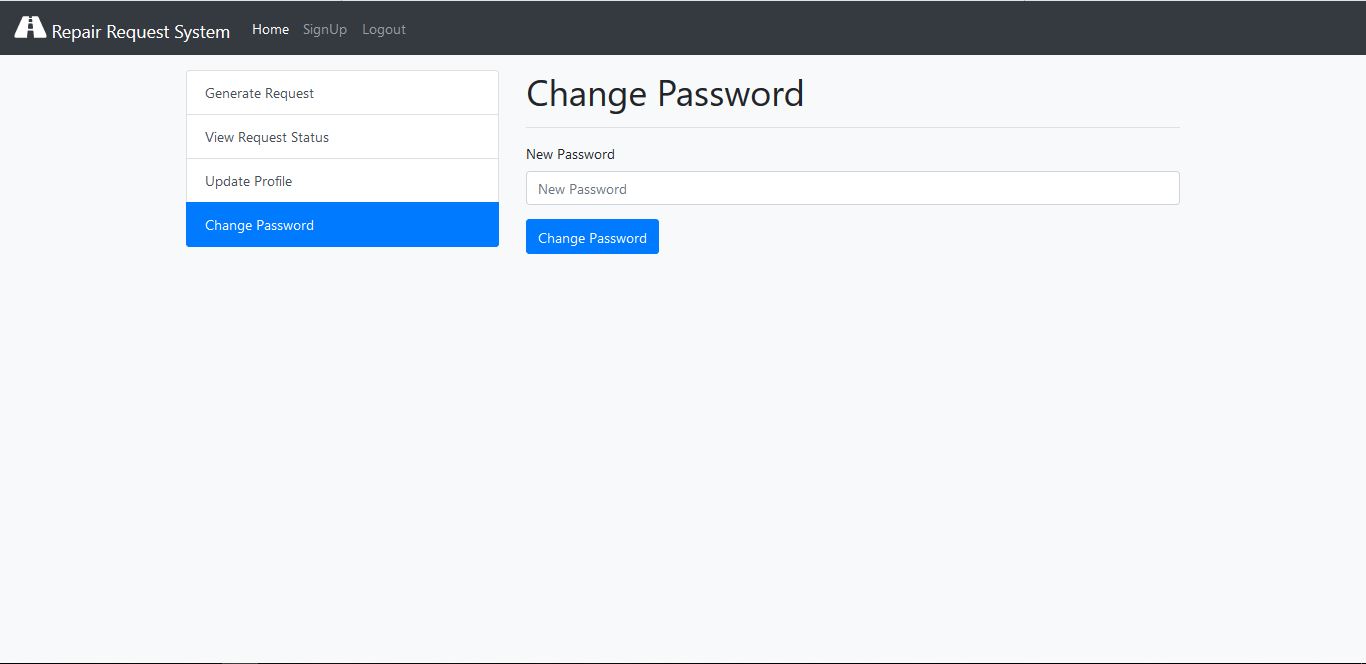 Repair Request System Home SignUp Logout
Generate Request
View Request Status
Update Profile
Change Password
Change Password
New Password
New Password
Change Password